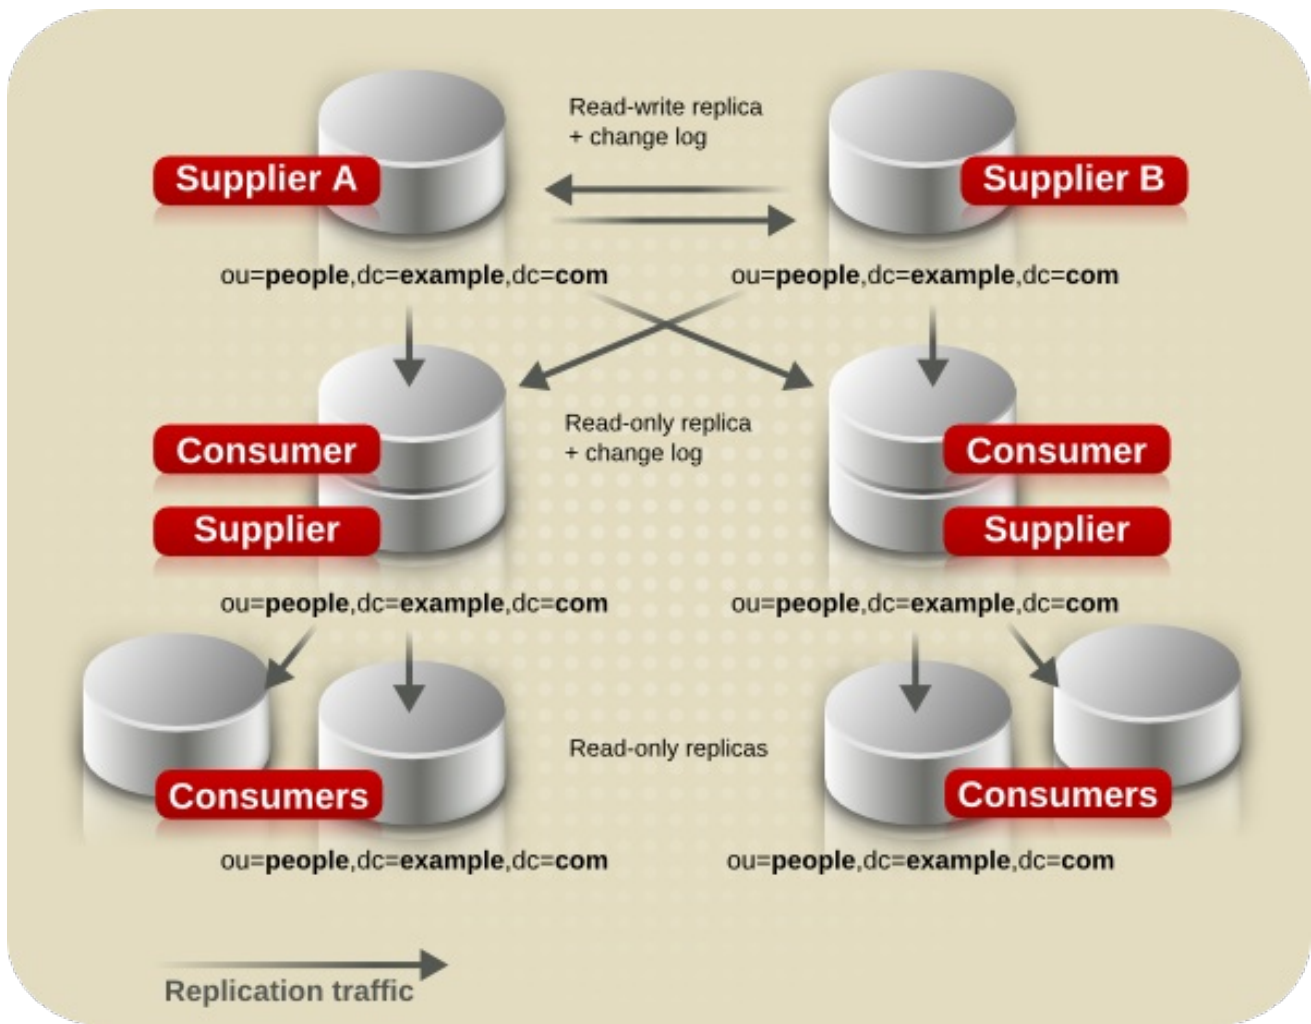 Read-write replica
+ change log
Supplier A
Supplier B
ou=people,dc=example,dc=com
ou=people,dc=example,dc=com
Read-only replica
+ change log
Consumer
Consumer
Supplier
Supplier
ou=people,dc=example,dc=com
ou=people,dc=example,dc=com
Read-only replicas
Consumers
Consumers
ou=people,dc=example,dc=com
ou=people,dc=example,dc=com
Replication traffic